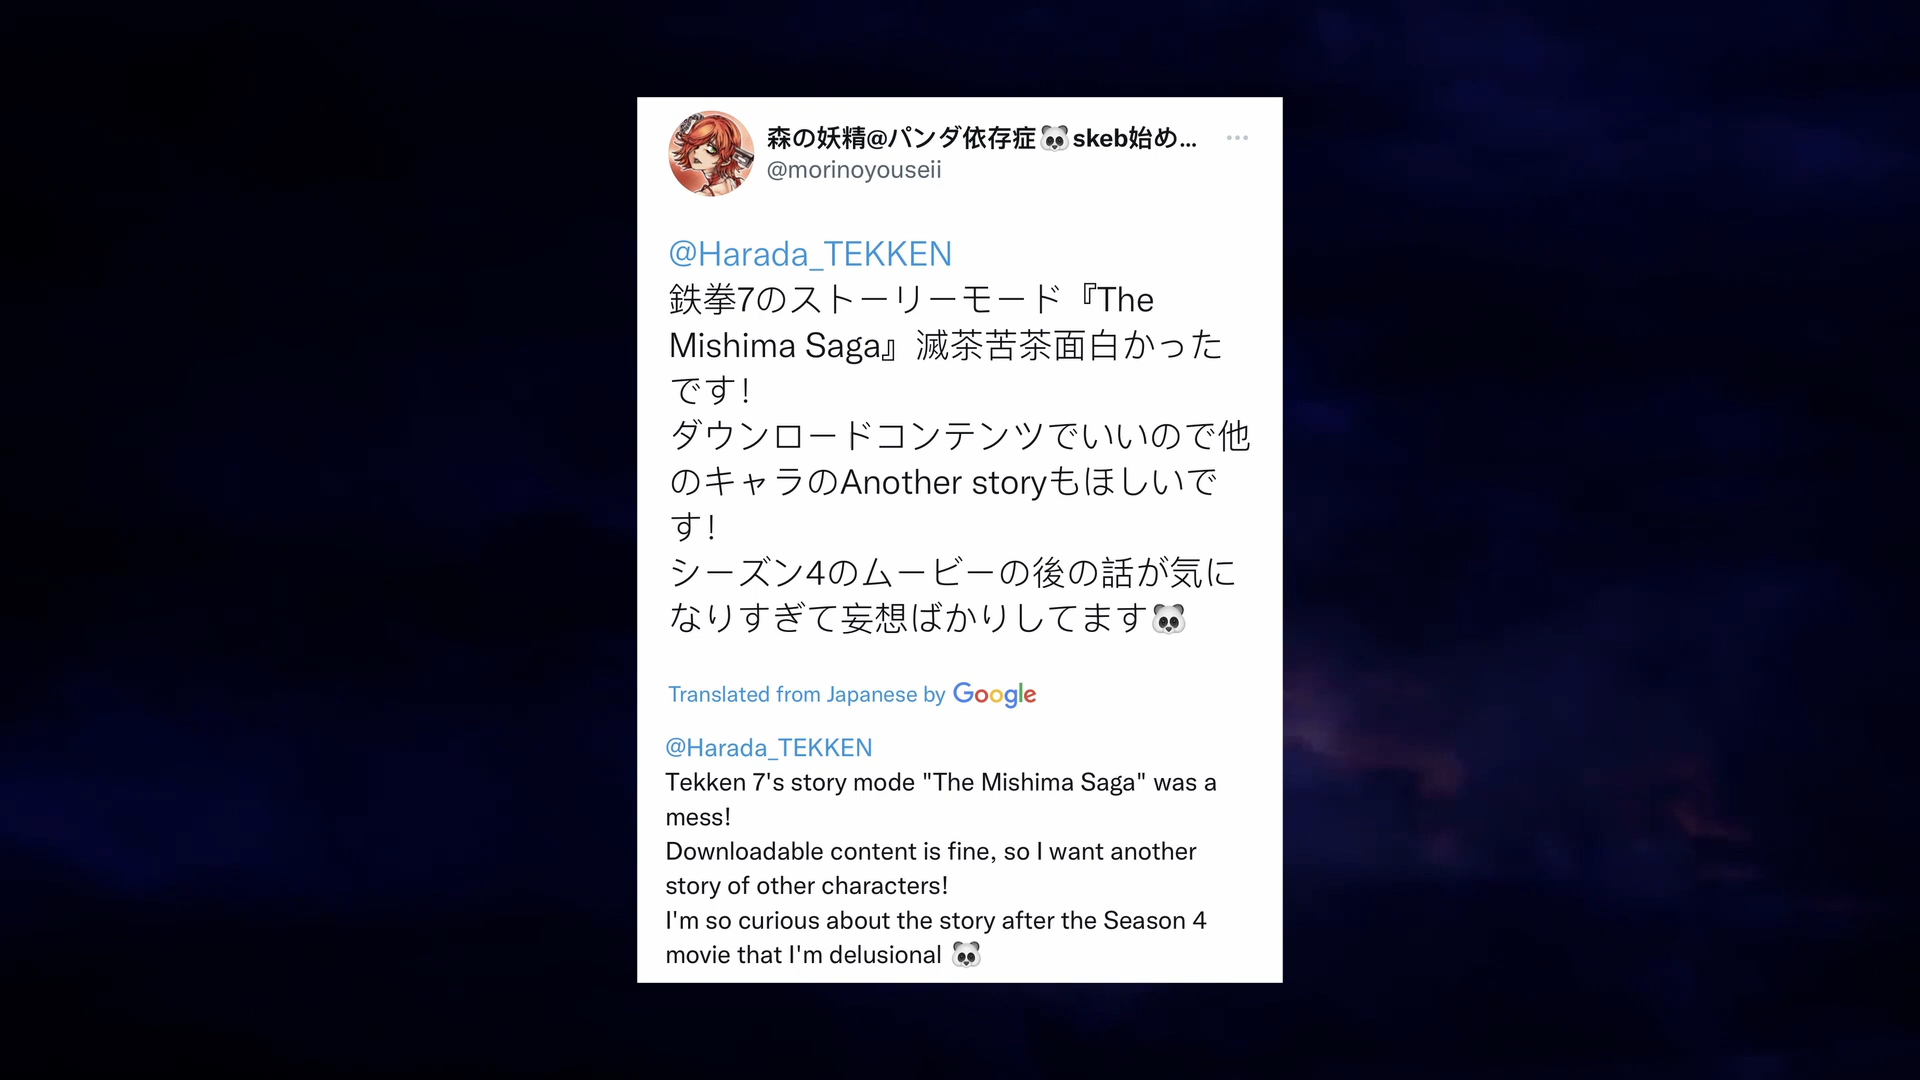 森の妖精@パンダ依存症🐼skeb始め...
@morinoyouseii
@Harada_TEKKEN
鉄拳7のストーリーモード『The
Mishima Saga』滅茶苦茶面白かった
です！
ダウンロードコンテンツでいいので他
のキャラのAnother storyもほしいで
す！
シーズン4のムービーの後の話が気に
なりすぎて妄想ばかりしてます🐼
Translated from Japanese by Google
@Harada_TEKKEN
Tekken 7's story mode "The Mishima Saga" was a
mess!
Downloadable content is fine, so I want another
story of other characters!
I'm so curious about the story after the Season 4
movie that I'm delusional 🐼